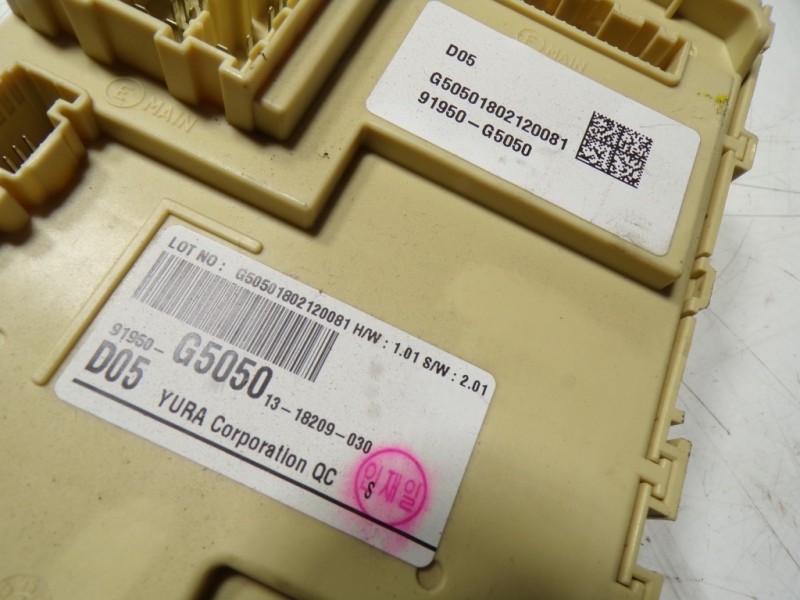 E MAIN
E MAIN
D05
G50501802120081
91950-G5050
LOT NO : G50501802120081 H/W : 1.01 S/W : 2.01
91950-G5050
D05 13-18209-030
YURA Corporation QC
S